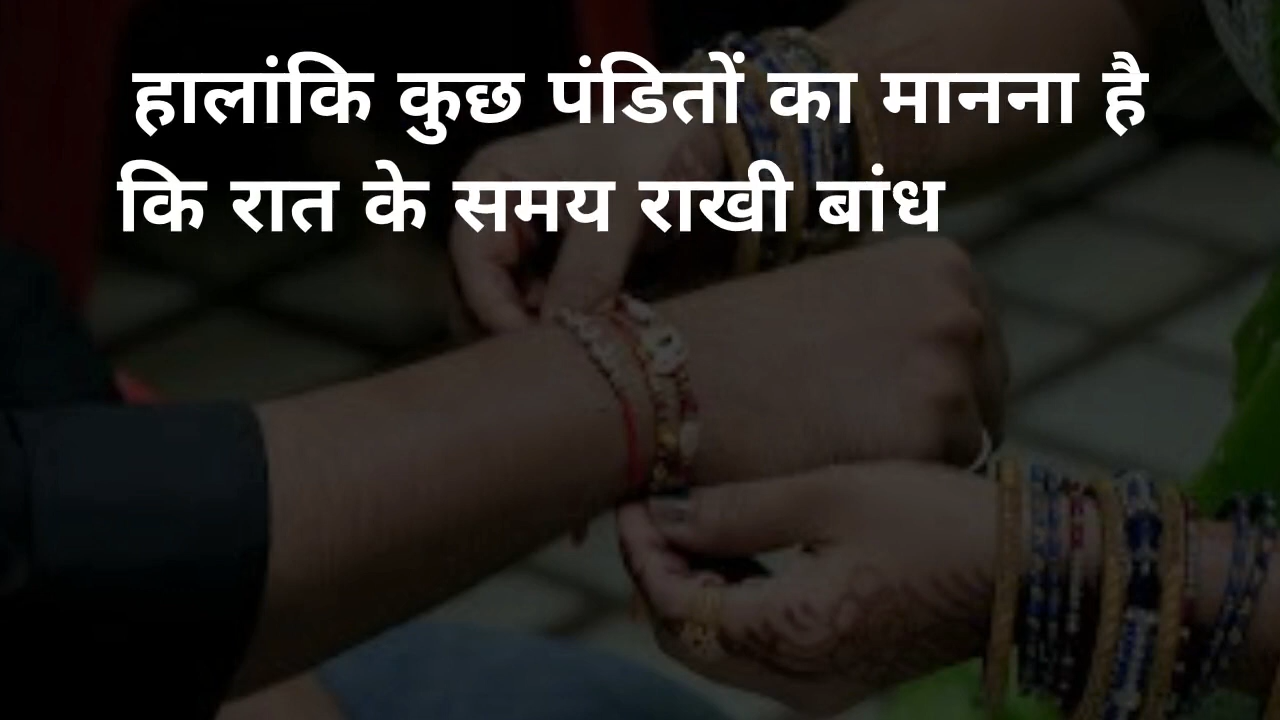 हालांकि कुछ पंडितों का मानना है
कि रात के समय राखी बांध